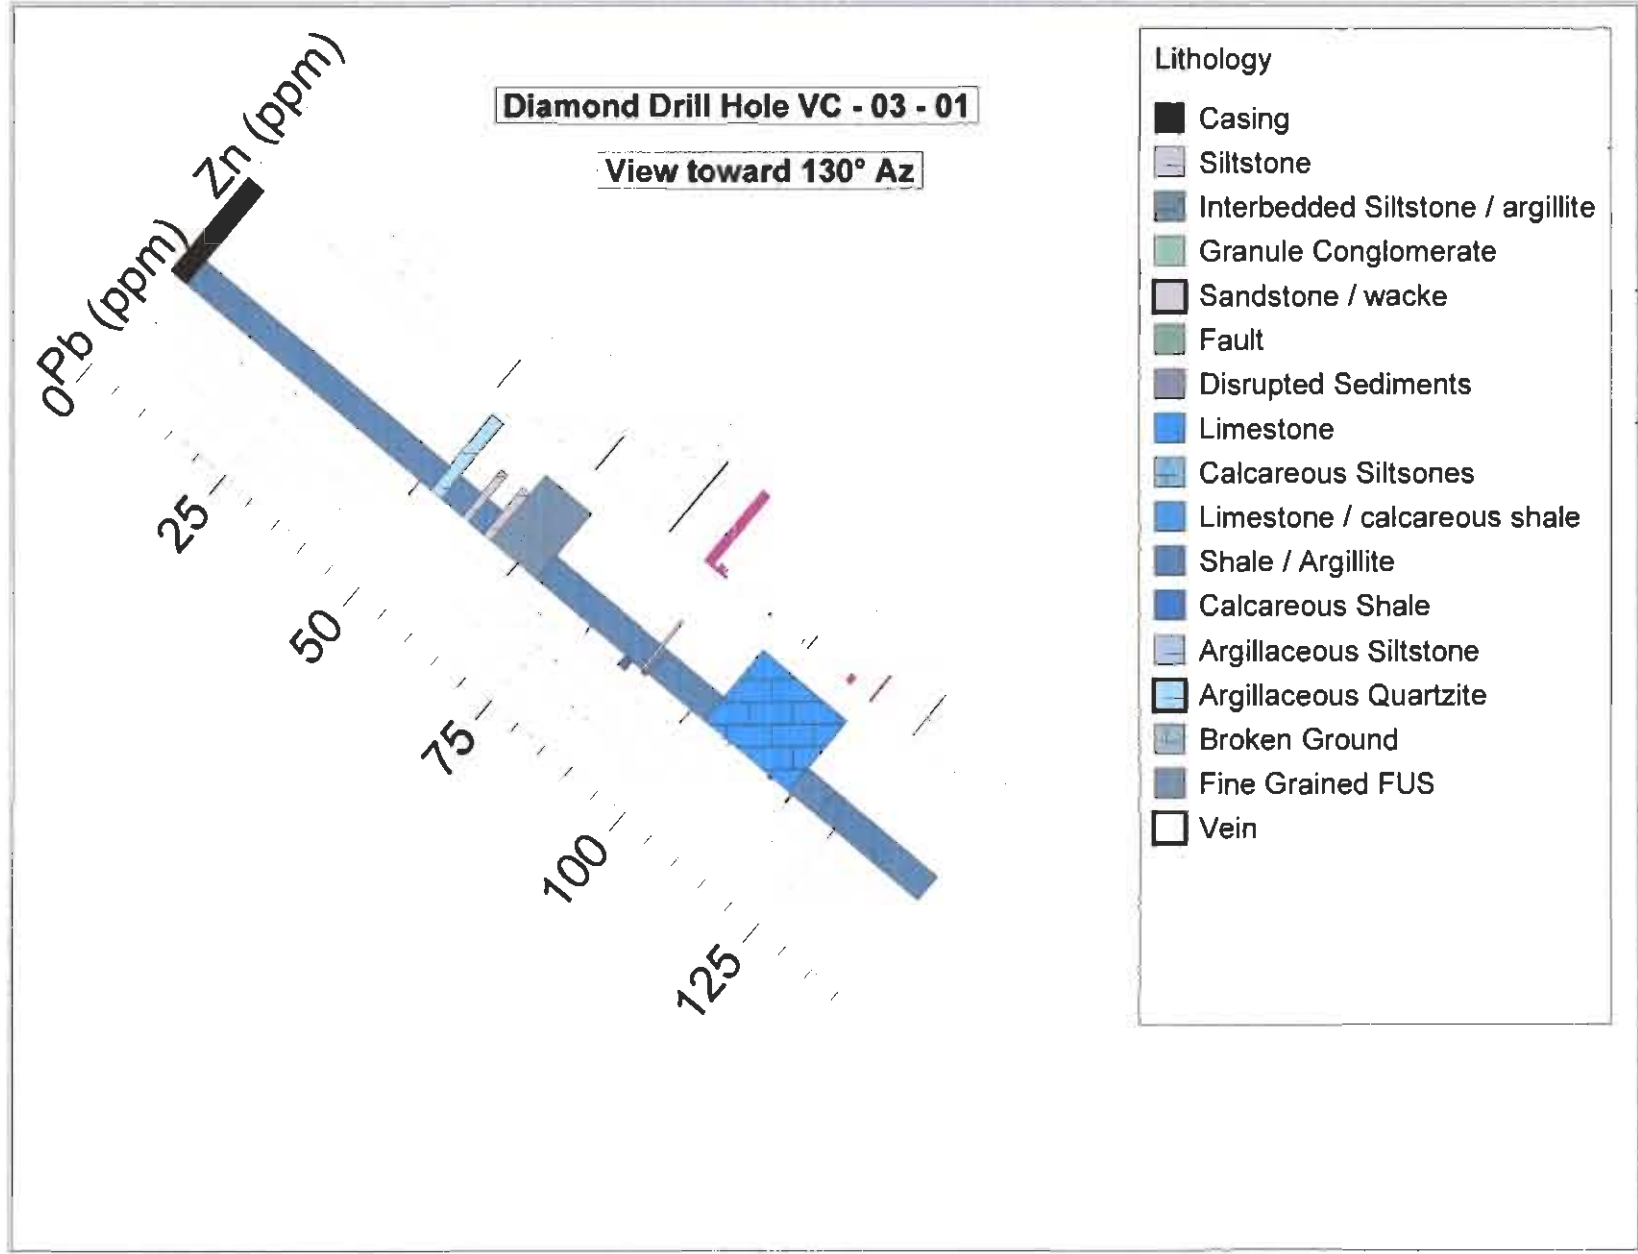 Diamond Drill Hole VC - 03 - 01
View toward 130° Az
Zn (ppm)
Pb (ppm)
0
25
50
75
100
125
Lithology
Casing
Siltstone
Interbedded Siltstone / argillite
Granule Conglomerate
Sandstone / wacke
Fault
Disrupted Sediments
Limestone
Calcareous Siltsones
Limestone / calcareous shale
Shale / Argillite
Calcareous Shale
Argillaceous Siltstone
Argillaceous Quartzite
Broken Ground
Fine Grained FUS
Vein